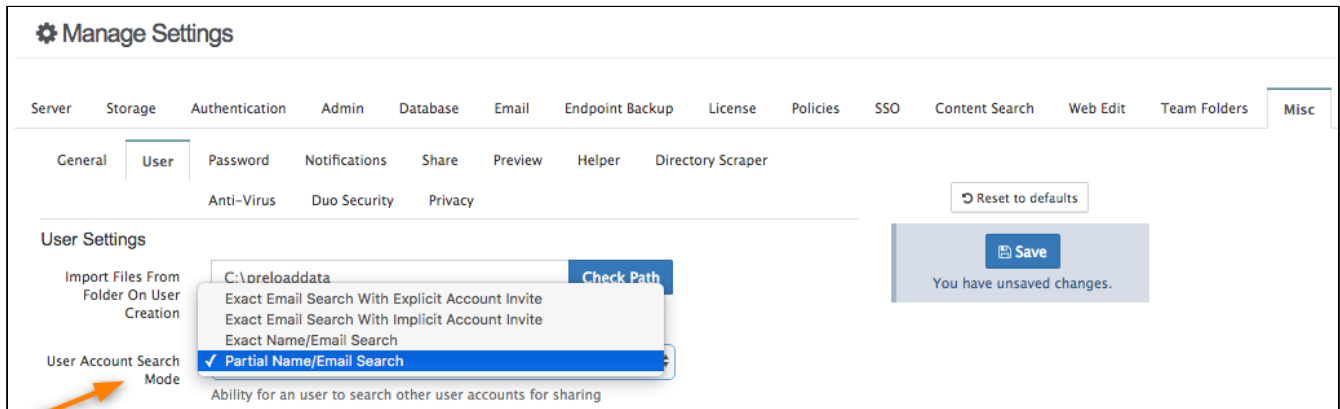 Manage Settings
Server Storage Authentication Admin Database Email Endpoint Backup License Policies SSO Content Search Web Edit Team Folders Misc
General User Password Notifications Share Preview Helper Directory Scraper
Anti-Virus Duo Security Privacy
Reset to defaults
Save
You have unsaved changes.
User Settings
Import Files From
Folder On User
Creation
C:\preloaddata
Check Path
Exact Email Search With Explicit Account Invite
Exact Email Search With Implicit Account Invite
Exact Name/Email Search
✓ Partial Name/Email Search
User Account Search
Mode
Ability for an user to search other user accounts for sharing